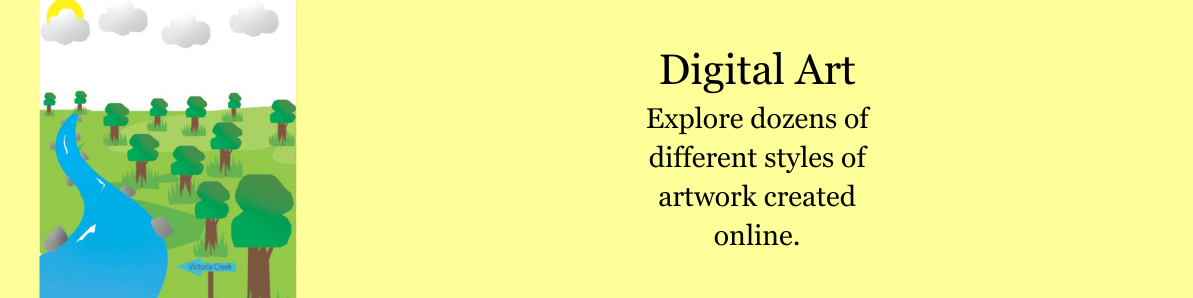 Digital Art
Explore dozens of
different styles of
artwork created
online.
Victoria Creek